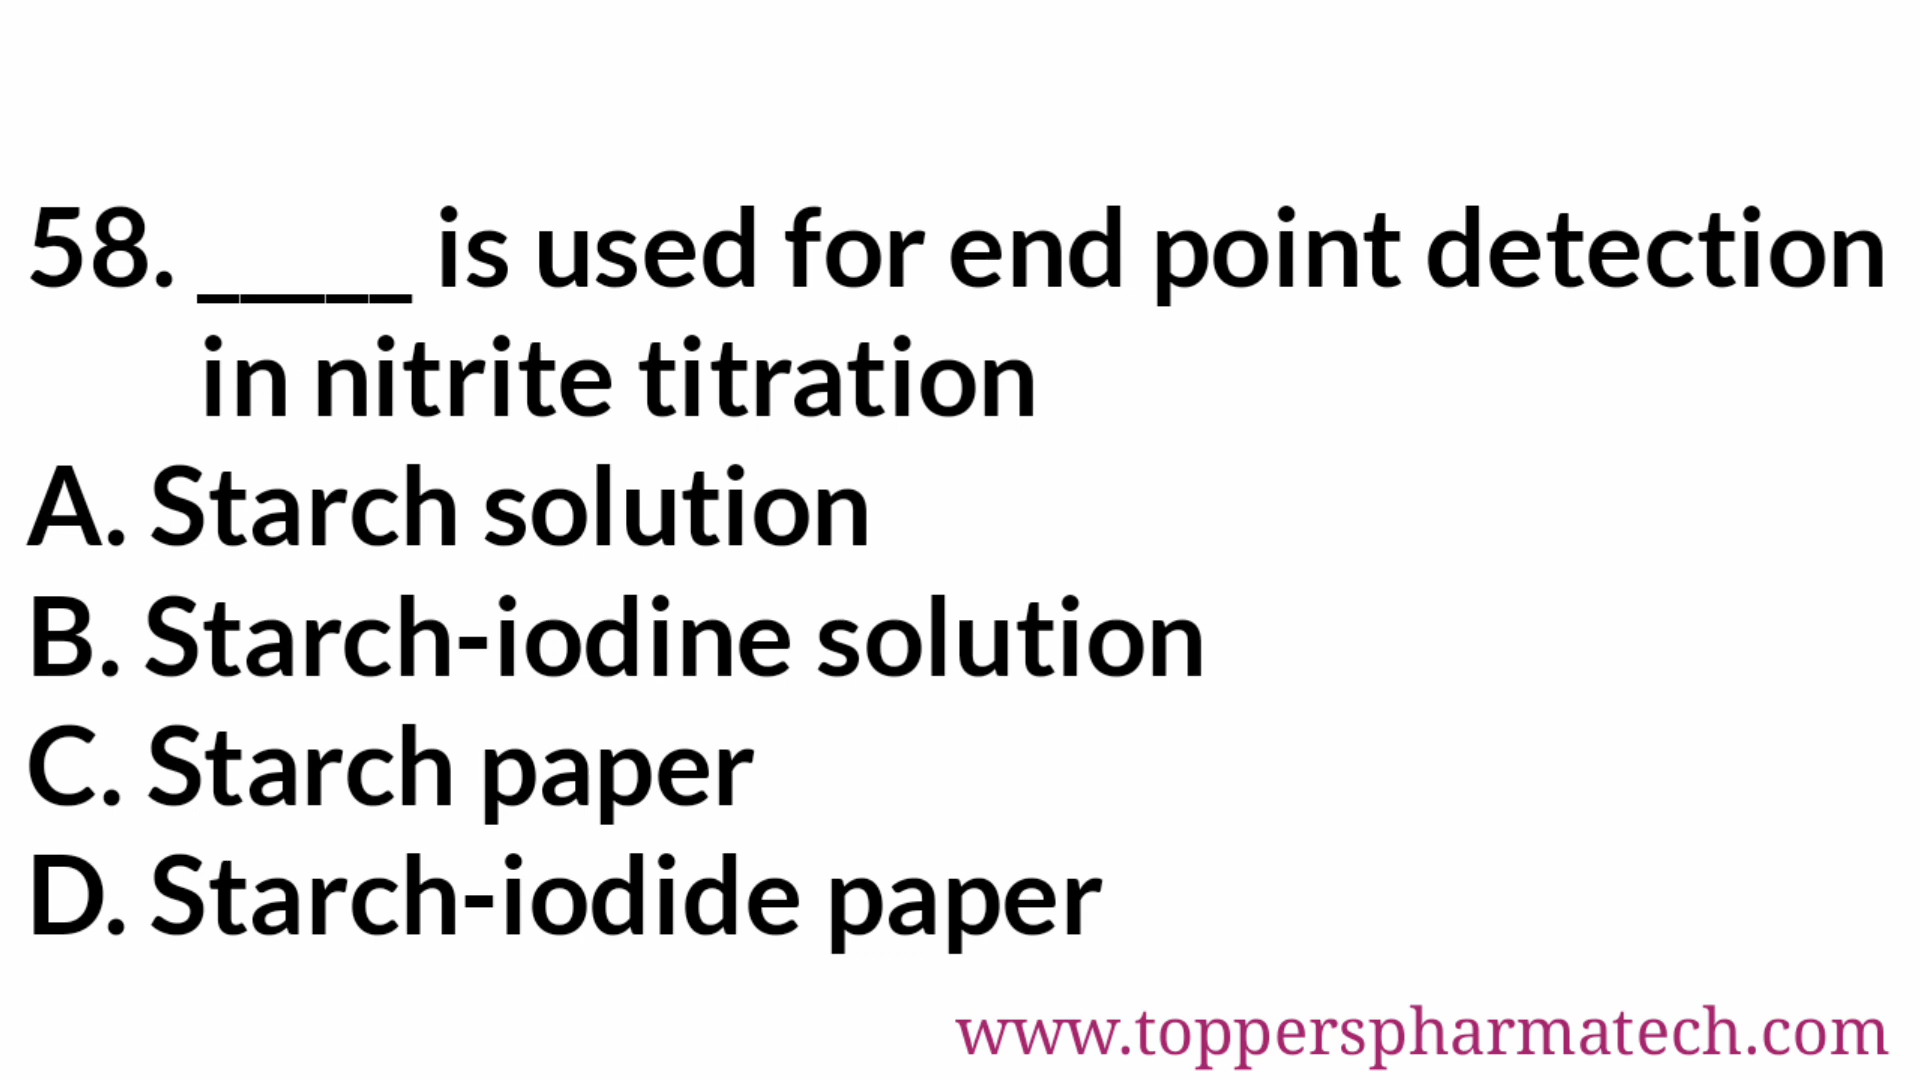 58. _____ is used for end point detection
in nitrite titration
A. Starch solution
B. Starch-iodine solution
C. Starch paper
D. Starch-iodide paper
www.topperspharmatech.com